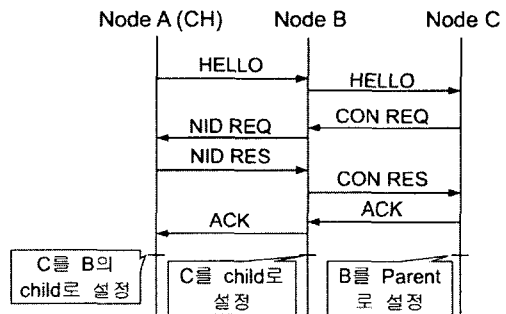 Node A (CH) Node B Node C
HELLO
HELLO
CON REQ
NID REQ
NID RES
CON RES
ACK
ACK
C를 B의
child로 설정
C를 child로
설정
B를 Parent
로 설정